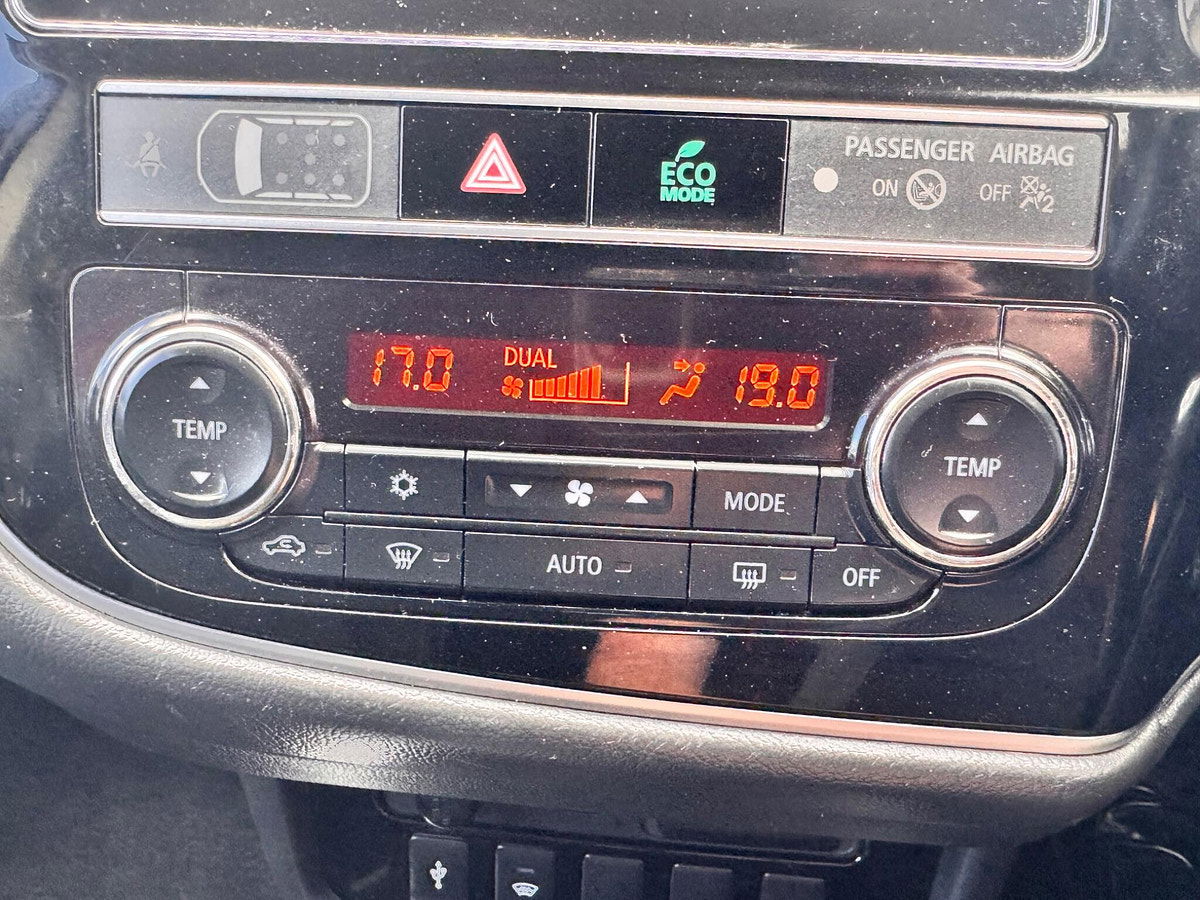 PASSENGER AIRBAG
ON OFF 2
ECO
MODE
DUAL
17.0 19.0
TEMP
TEMP
MODE
AUTO
OFF